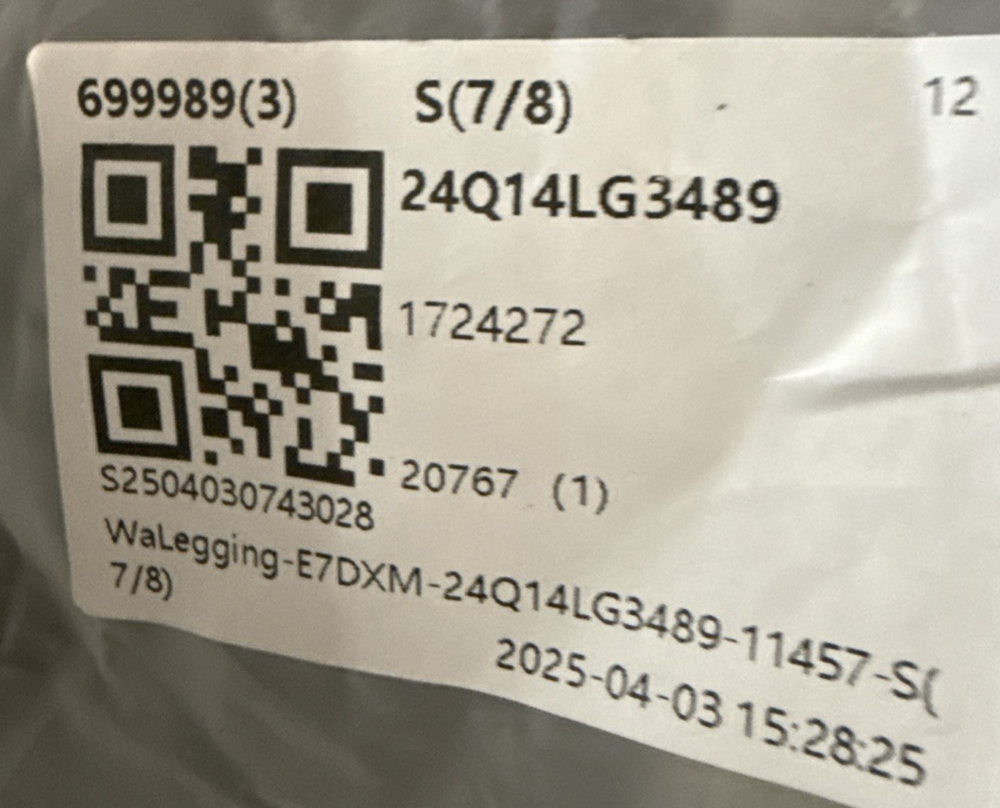 699989(3) S(7/8) 12
24Q14LG3489
1724272
20767 (1)
S2504030743028
WaLegging-E7DXM-24Q14LG3489-11457-S(
7/8)
2025-04-03 15:28:25